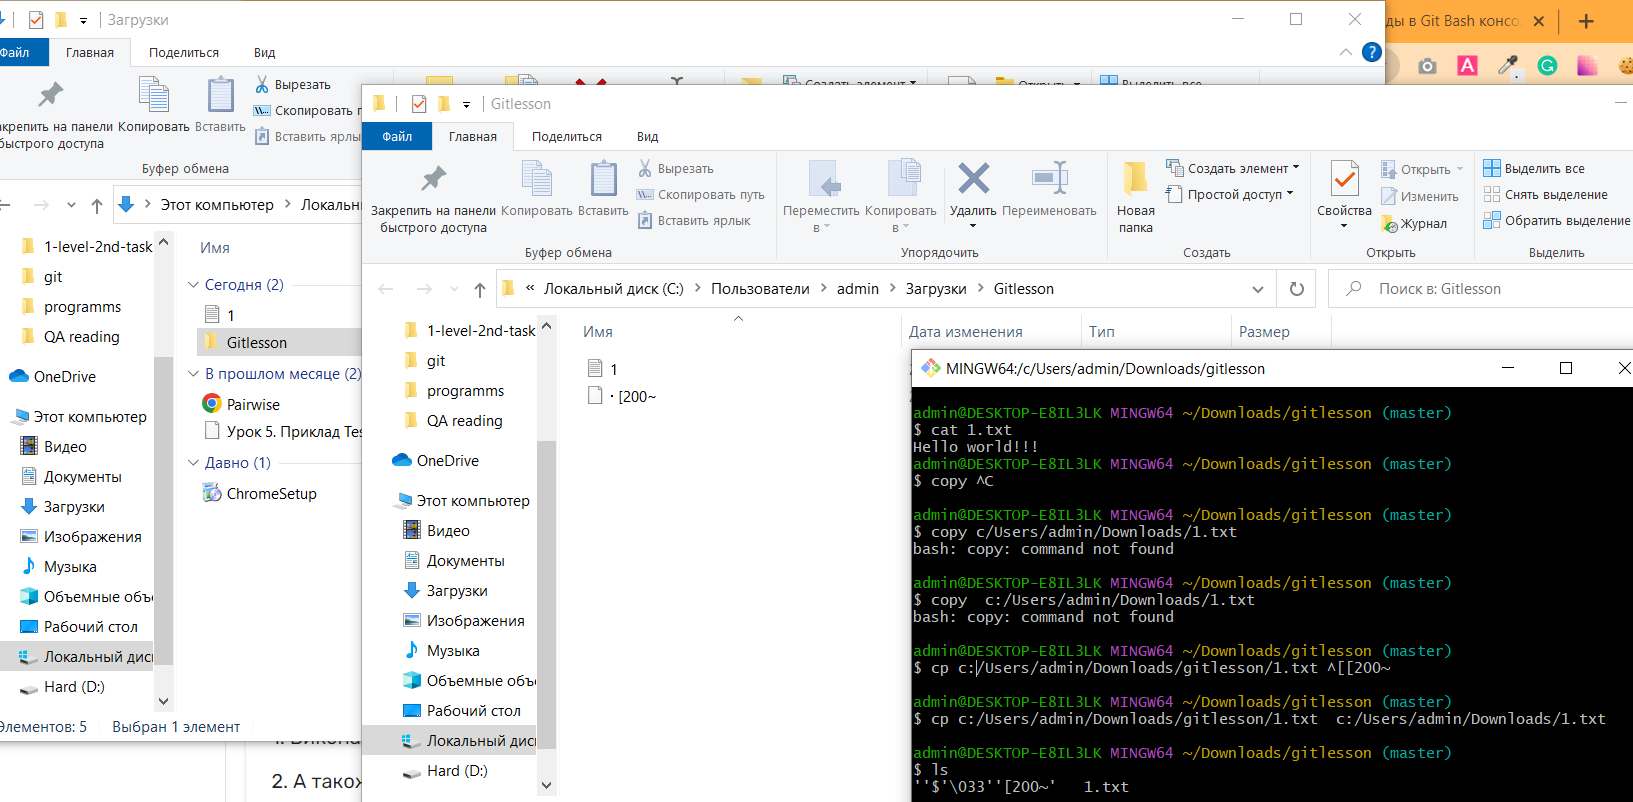 Загрузки
Файл Главная Поделиться Вид
ды в Git Bash консо
Закрепить на панели быстрого доступа
Копировать
Вставить
Вырезать
Скопировать п
Вставить ярлы
Буфер обмена
Создать элемент
Открыть
Выделить все
Этот компьютер Локальн
1-level-2nd-task
git
programms
QA reading
OneDrive
Этот компьютер
Видео
Документы
Загрузки
Изображения
Музыка
Объемные объ
Рабочий стол
Локальный дис
Hard (D:)
Имя
Сегодня (2)
1
Gitlesson
В прошлом месяце (2)
Pairwise
Урок 5. Приклад Tes
Давно (1)
ChromeSetup
Элементов: 5 Выбран 1 элемент
2. А також
Gitlesson
Файл Главная Поделиться Вид
Закрепить на панели
быстрого доступа
Копировать
Вставить
Вырезать
Скопировать путь
Вставить ярлык
Буфер обмена
Переместить
в
Копировать
в
Удалить
Переименовать
Упорядочить
Новая
папка
Создать элемент
Простой доступ
Создать
Свойства
Открыть
Изменить
Журнал
Открыть
Выделить все
Снять выделение
Обратить выделение
Выделить
« Локальный диск (C:) Пользователи admin Загрузки Gitlesson
Поиск в: Gitlesson
1-level-2nd-task
git
programms
QA reading
OneDrive
Этот компьютер
Видео
Документы
Загрузки
Изображения
Музыка
Объемные объе
Рабочий стол
Локальный дис
Hard (D:)
Имя Дата изменения Тип Размер
1
· [200~
MINGW64:/c/Users/admin/Downloads/gitlesson
admin@DESKTOP-E8IL3LK MINGW64 ~/Downloads/gitlesson (master)
$ cat 1.txt
Hello world!!!
admin@DESKTOP-E8IL3LK MINGW64 ~/Downloads/gitlesson (master)
$ copy ^C
admin@DESKTOP-E8IL3LK MINGW64 ~/Downloads/gitlesson (master)
$ copy c/Users/admin/Downloads/1.txt
bash: copy: command not found
admin@DESKTOP-E8IL3LK MINGW64 ~/Downloads/gitlesson (master)
$ copy  c:/Users/admin/Downloads/1.txt
bash: copy: command not found
admin@DESKTOP-E8IL3LK MINGW64 ~/Downloads/gitlesson (master)
$ cp c:/Users/admin/Downloads/gitlesson/1.txt ^[[200~
admin@DESKTOP-E8IL3LK MINGW64 ~/Downloads/gitlesson (master)
$ cp c:/Users/admin/Downloads/gitlesson/1.txt  c:/Users/admin/Downloads/1.txt
admin@DESKTOP-E8IL3LK MINGW64 ~/Downloads/gitlesson (master)
$ ls
''$'\033''[200~'   1.txt